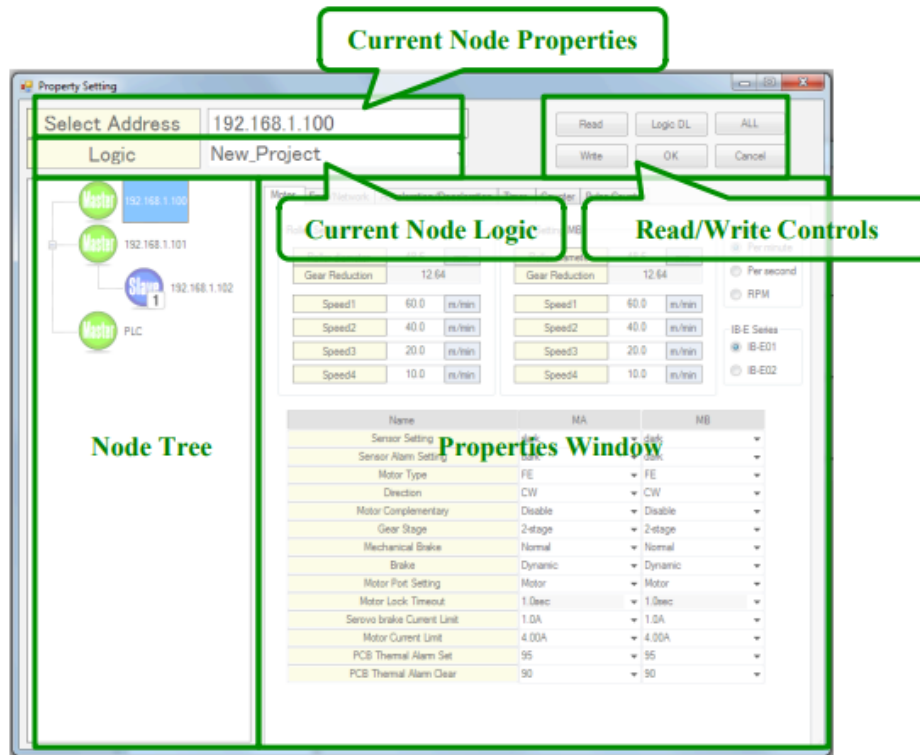 Current Node Properties
Property Setting
Select Address 192.168.1.100
Read Logic DL ALL
Logic New_Project
Write OK Cancel
Master 192.168.1.100
Motor
Current Node Logic
Read/Write Controls
Master 192.168.1.101
Per minute
Gear Reduction 12.64 Gear Reduction 12.64
Per second
Slave 1 192.168.1.102
RPM
Speed1 60.0 m/min Speed1 60.0 m/min
Master PLC
Speed2 40.0 m/min Speed2 40.0 m/min
IB-E Series
Speed3 20.0 m/min Speed3 20.0 m/min
IB-E01
Speed4 10.0 m/min Speed4 10.0 m/min
IB-E02
Name MA MB
Node Tree
Properties Window
Sensor Setting dark dark
Sensor Alarm Setting dark dark
Motor Type FE FE
Direction CW CW
Motor Complementary Disable Disable
Gear Stage 2-stage 2-stage
Mechanical Brake Normal Normal
Brake Dynamic Dynamic
Motor Port Setting Motor Motor
Motor Lock Timeout 1.0sec 1.0sec
Serovo brake Current Limit 1.0A 1.0A
Motor Current Limit 4.00A 4.00A
PCB Thermal Alarm Set 95 95
PCB Thermal Alarm Clear 90 90